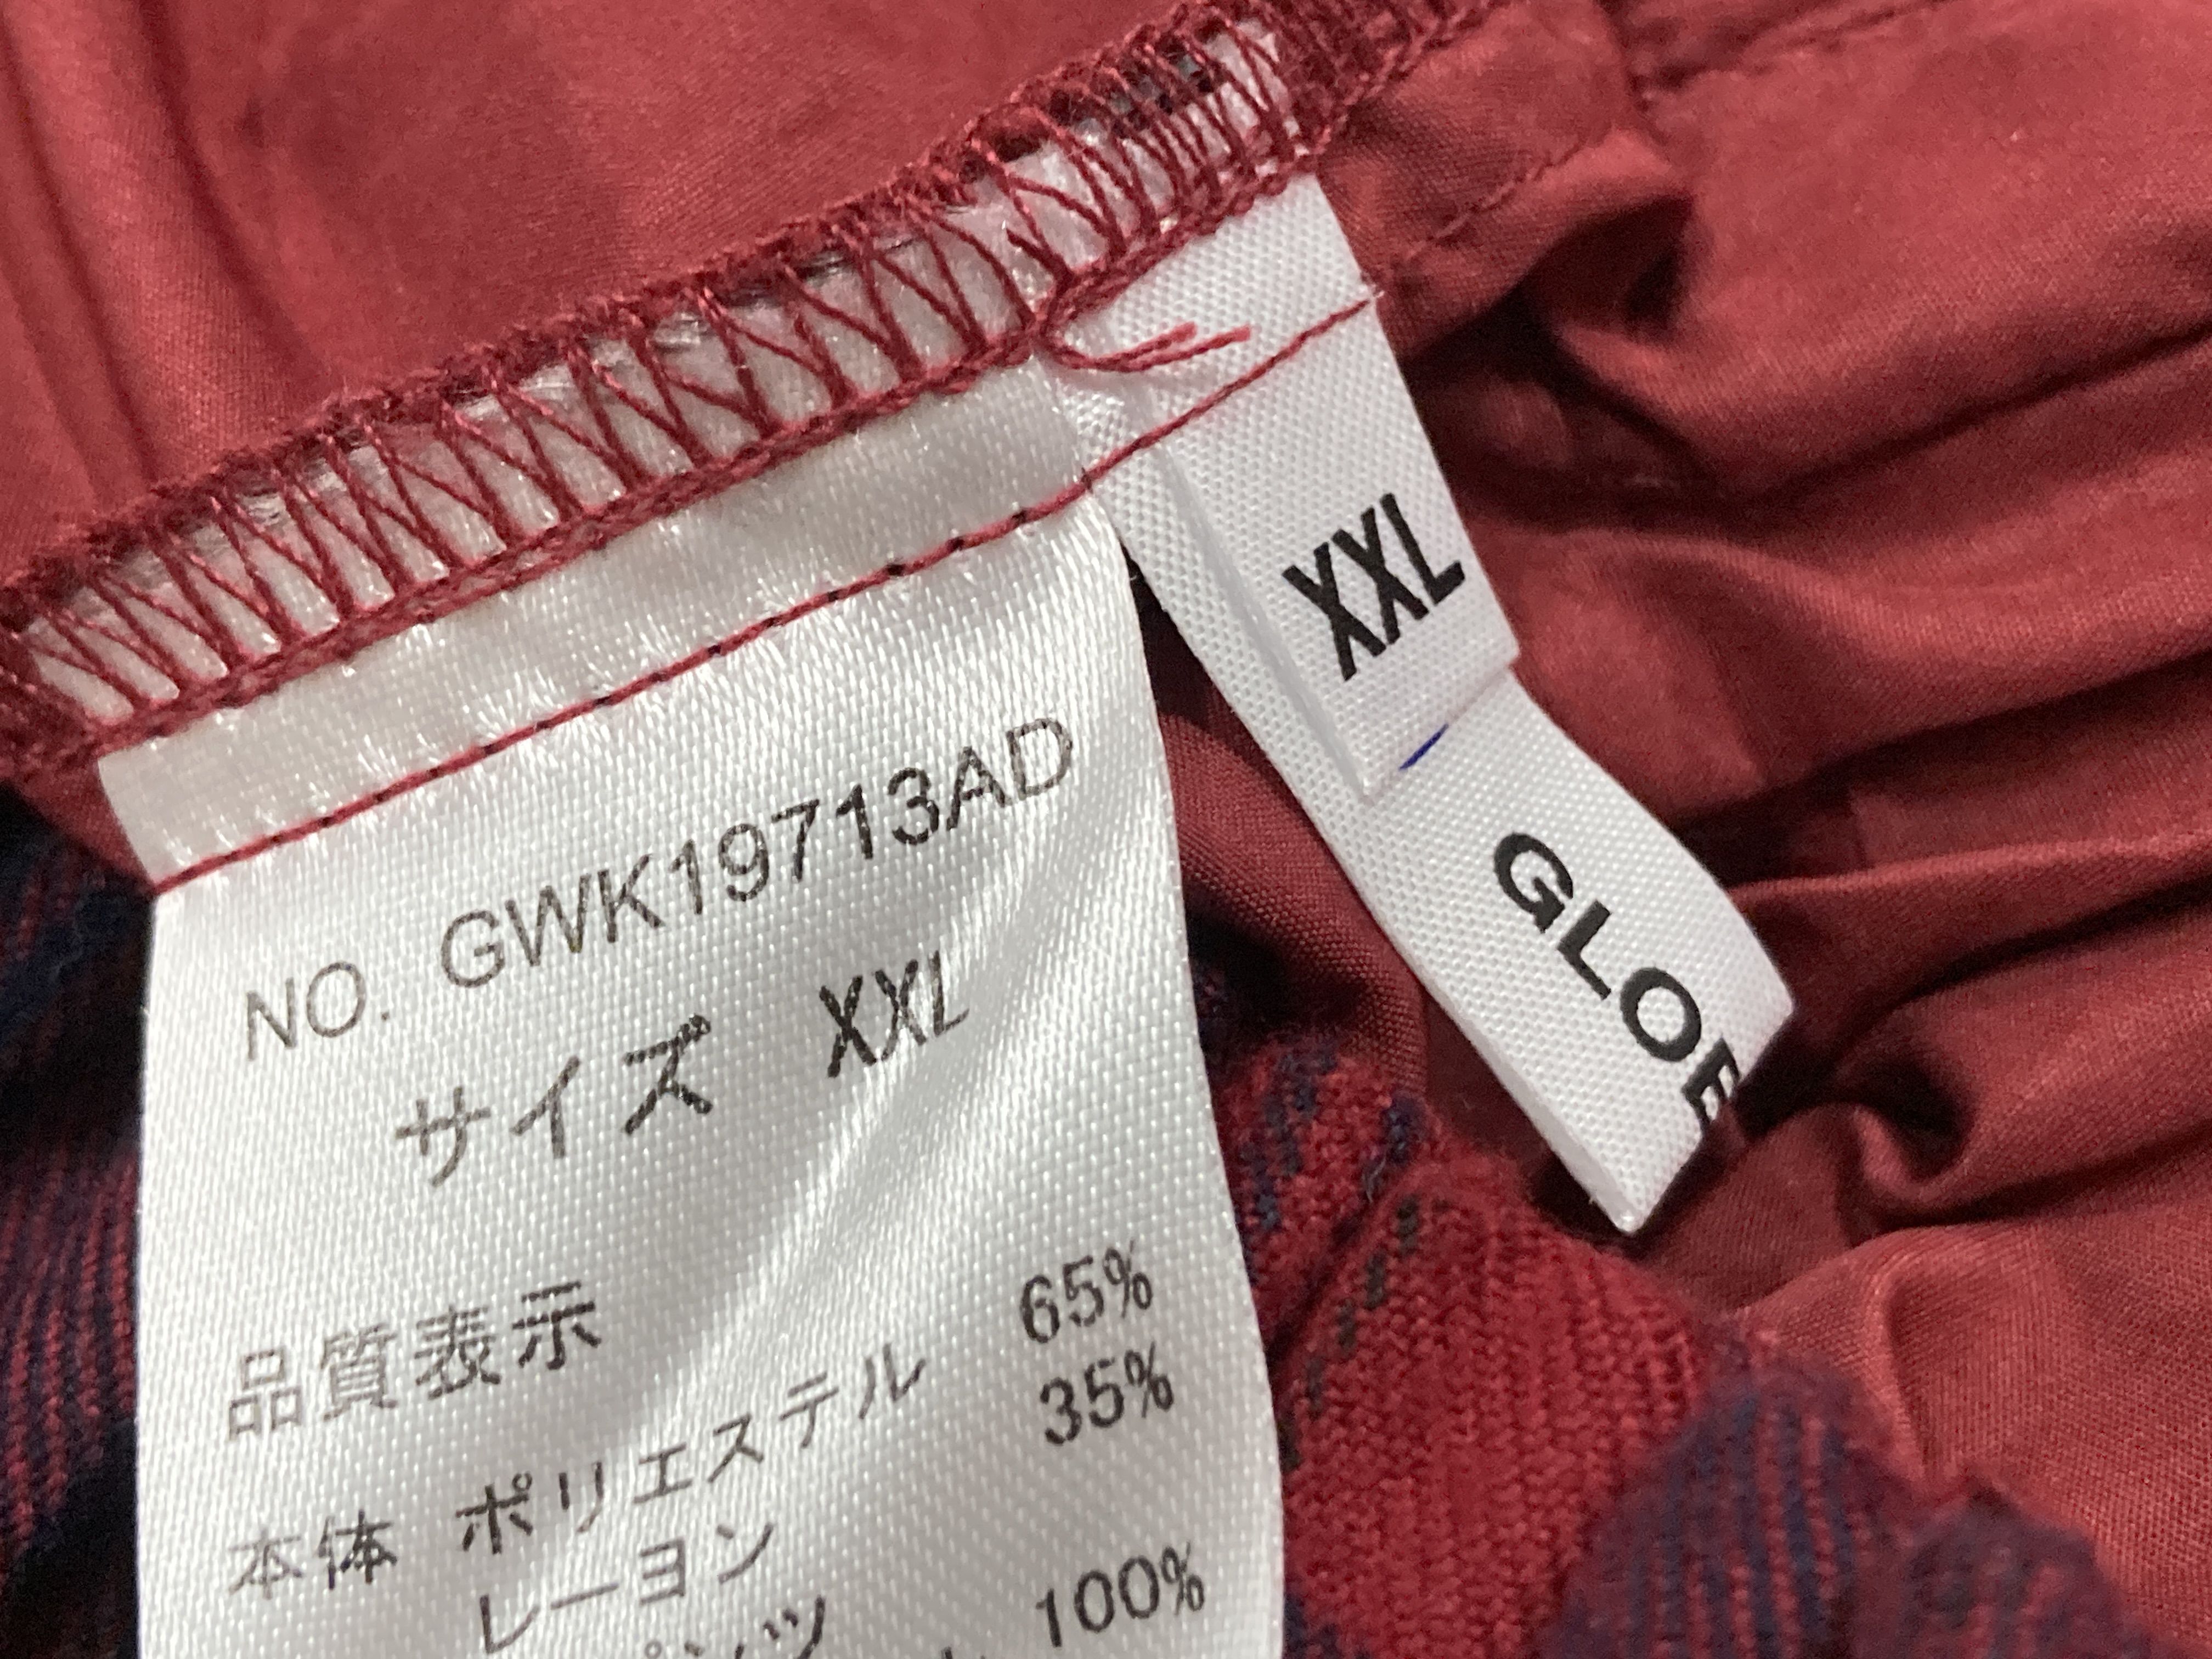 NO. GWK19713AD
サイズ XXL
品質表示
本体 ポリエステル 65%
レーヨン 35%
100%
XXL
GLOE